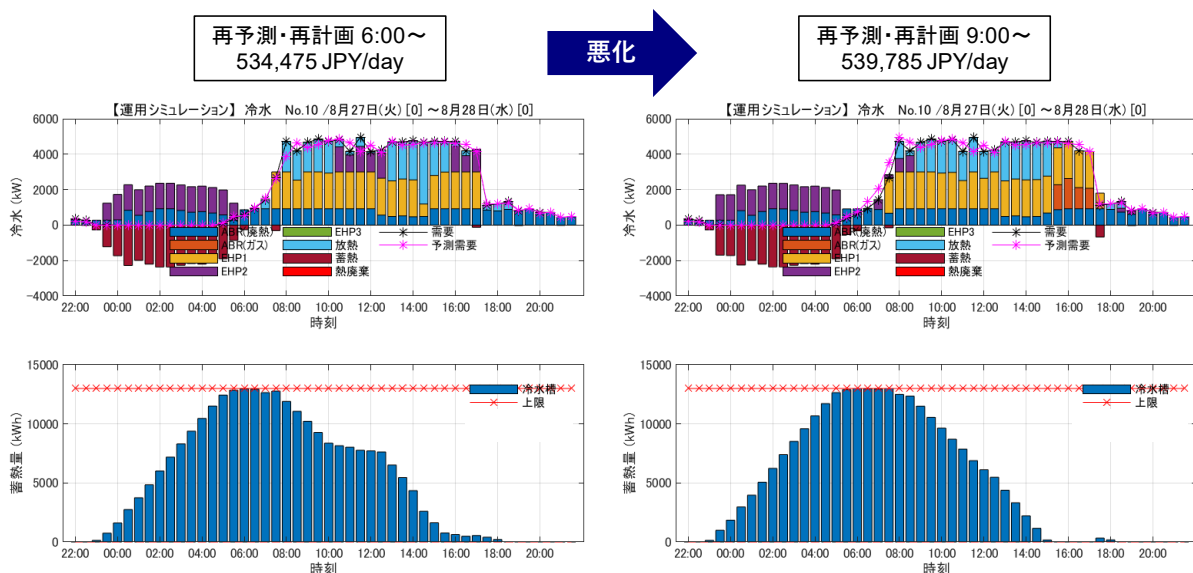 再予測・再計画 6:00～
534,475 JPY/day
悪化
再予測・再計画 9:00～
539,785 JPY/day
【運用シミュレーション】 冷水 No.10 /8月27日(火) [0] ～8月28日(水) [0]
6000
4000
2000
0
−2000
−4000
冷水 (kW)
ABR(廃熱)
ABR(ガス)
EHP1
EHP2
EHP3
放熱
蓄熱
熱廃棄
需要
予測需要
22:00 00:00 02:00 04:00 06:00 08:00 10:00 12:00 14:00 16:00 18:00 20:00
時刻
【運用シミュレーション】 冷水 No.10 /8月27日(火) [0] ～8月28日(水) [0]
6000
4000
2000
0
−2000
−4000
冷水 (kW)
ABR(廃熱)
ABR(ガス)
EHP1
EHP2
EHP3
放熱
蓄熱
熱廃棄
需要
予測需要
22:00 00:00 02:00 04:00 06:00 08:00 10:00 12:00 14:00 16:00 18:00 20:00
時刻
15000
10000
5000
0
蓄熱量 (kWh)
冷水槽
上限
22:00 00:00 02:00 04:00 06:00 08:00 10:00 12:00 14:00 16:00 18:00 20:00
時刻
15000
10000
5000
0
蓄熱量 (kWh)
冷水槽
上限
22:00 00:00 02:00 04:00 06:00 08:00 10:00 12:00 14:00 16:00 18:00 20:00
時刻